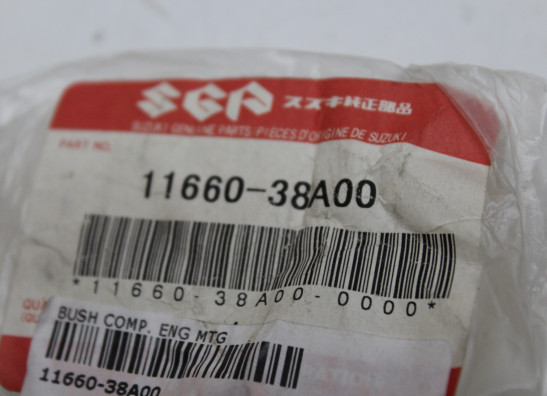 SGP スズキ純正部品
SUZUKI GENUINE PARTS / PIECES D'ORIGINE DE SUZUKI
PART NO.
11660-38A00
*11660-38A00-0000*
BUSH COMP. ENG MTG
11660-38A00